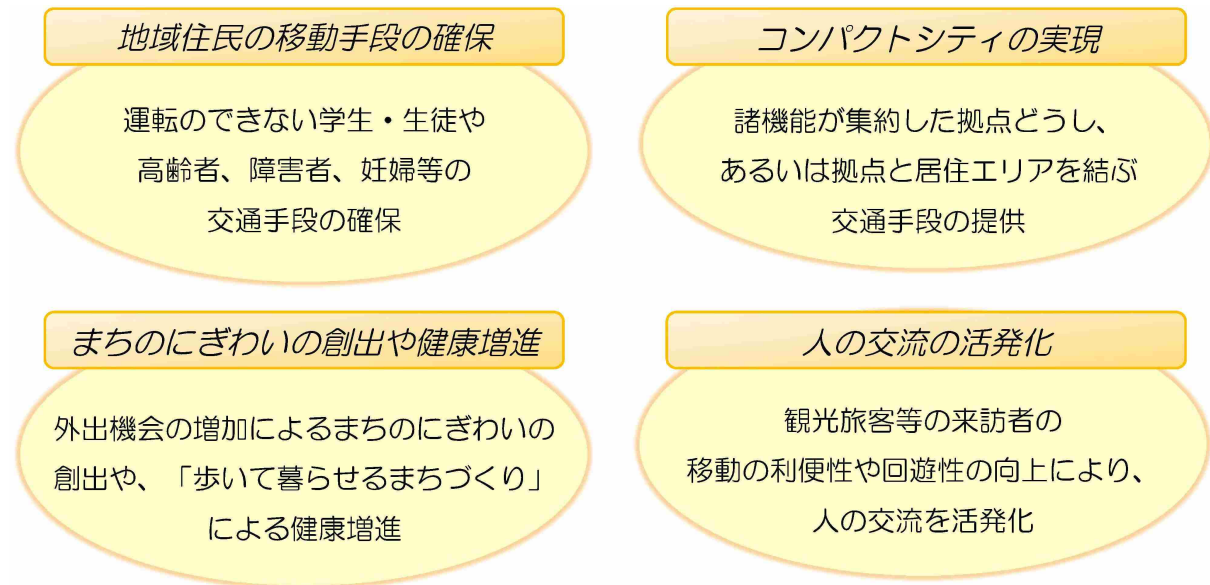 地域住民の移動手段の確保
運転のできない学生・生徒や
高齢者、障害者、妊婦等の
交通手段の確保
コンパクトシティの実現
諸機能が集約した拠点どうし、
あるいは拠点と居住エリアを結ぶ
交通手段の提供
まちのにぎわいの創出や健康増進
外出機会の増加によるまちのにぎわいの
創出や、「歩いて暮らせるまちづくり」
による健康増進
人の交流の活発化
観光旅客等の来訪者の
移動の利便性や回遊性の向上により、
人の交流を活発化